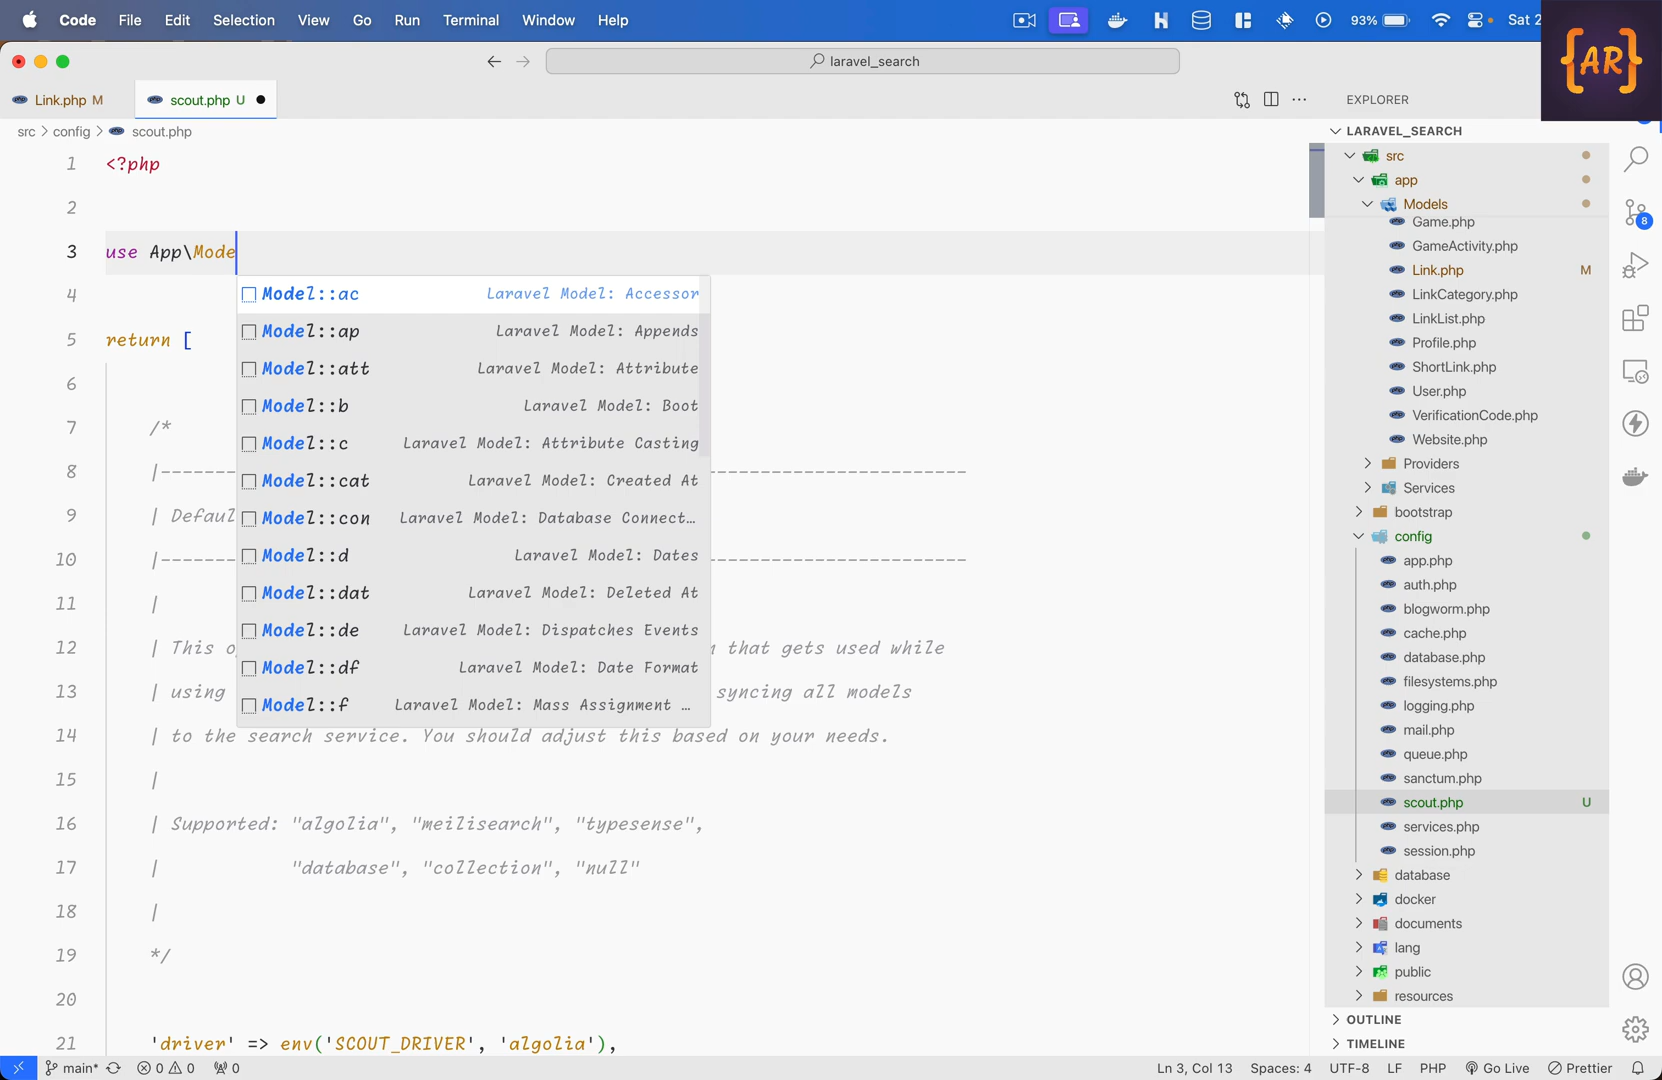 Code File Edit Selection View Go Run Terminal Window Help 93% Sat 2
{AR}
laravel_search
Link.php M scout.php U EXPLORER
src > config > scout.php
LARAVEL_SEARCH
1 <?php
2
3 use App\Mode
4
5 return [
6
7 /*
8 |
9 | Defaul
10 |
11 |
12 | This o that gets used while
13 | using syncing all models
14 | to the search service. You should adjust this based on your needs.
15 |
16 | Supported: "algolia", "meilisearch", "typesense",
17 | "database", "collection", "null"
18 |
19 */
20
21 'driver' => env('SCOUT_DRIVER', 'algolia'),
Model::ac Laravel Model: Accessor
Model::ap Laravel Model: Appends
Model::att Laravel Model: Attribute
Model::b Laravel Model: Boot
Model::c Laravel Model: Attribute Casting
Model::cat Laravel Model: Created At
Model::con Laravel Model: Database Connect…
Model::d Laravel Model: Dates
Model::dat Laravel Model: Deleted At
Model::de Laravel Model: Dispatches Events
Model::df Laravel Model: Date Format
Model::f Laravel Model: Mass Assignment …
src
app
Models
Game.php
GameActivity.php
Link.php M
LinkCategory.php
LinkList.php
Profile.php
ShortLink.php
User.php
VerificationCode.php
Website.php
Providers
Services
bootstrap
config
app.php
auth.php
blogworm.php
cache.php
database.php
filesystems.php
logging.php
mail.php
queue.php
sanctum.php
scout.php U
services.php
session.php
database
docker
documents
lang
public
resources
OUTLINE
TIMELINE
8
main* 0 0 0 Ln 3, Col 13 Spaces: 4 UTF-8 LF PHP Go Live Prettier